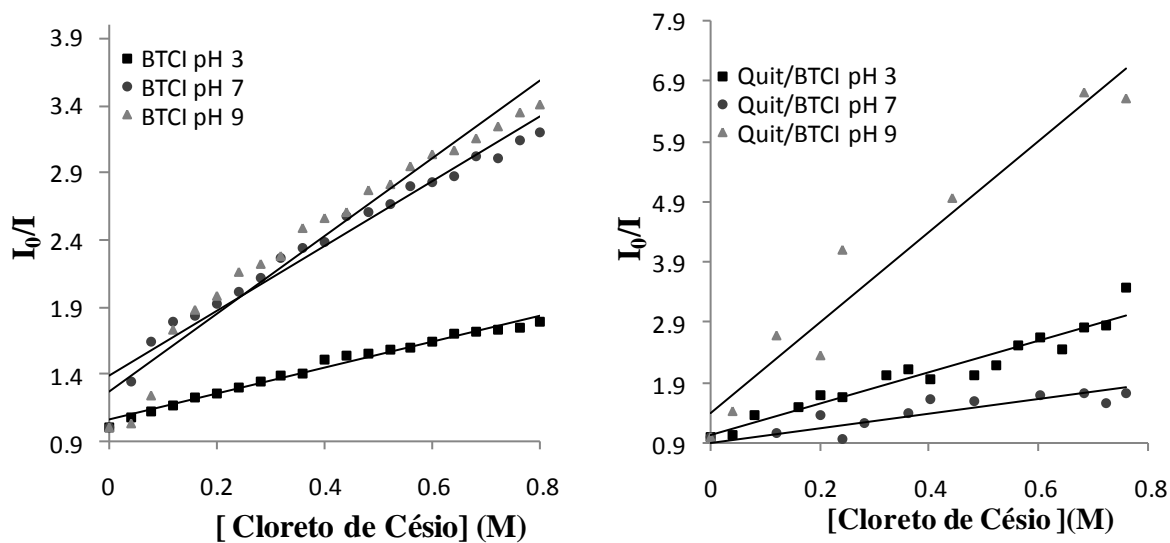 3.9
3.4
2.9
2.4
1.9
1.4
0.9
I0/I
BTCI pH 3
BTCI pH 7
BTCI pH 9
0 0.2 0.4 0.6 0.8
[ Cloreto de Césio] (M)
7.9
6.9
5.9
4.9
3.9
2.9
1.9
0.9
I0/I
Quit/BTCI pH 3
Quit/BTCI pH 7
Quit/BTCI pH 9
0 0.2 0.4 0.6 0.8
[Cloreto de Césio ](M)